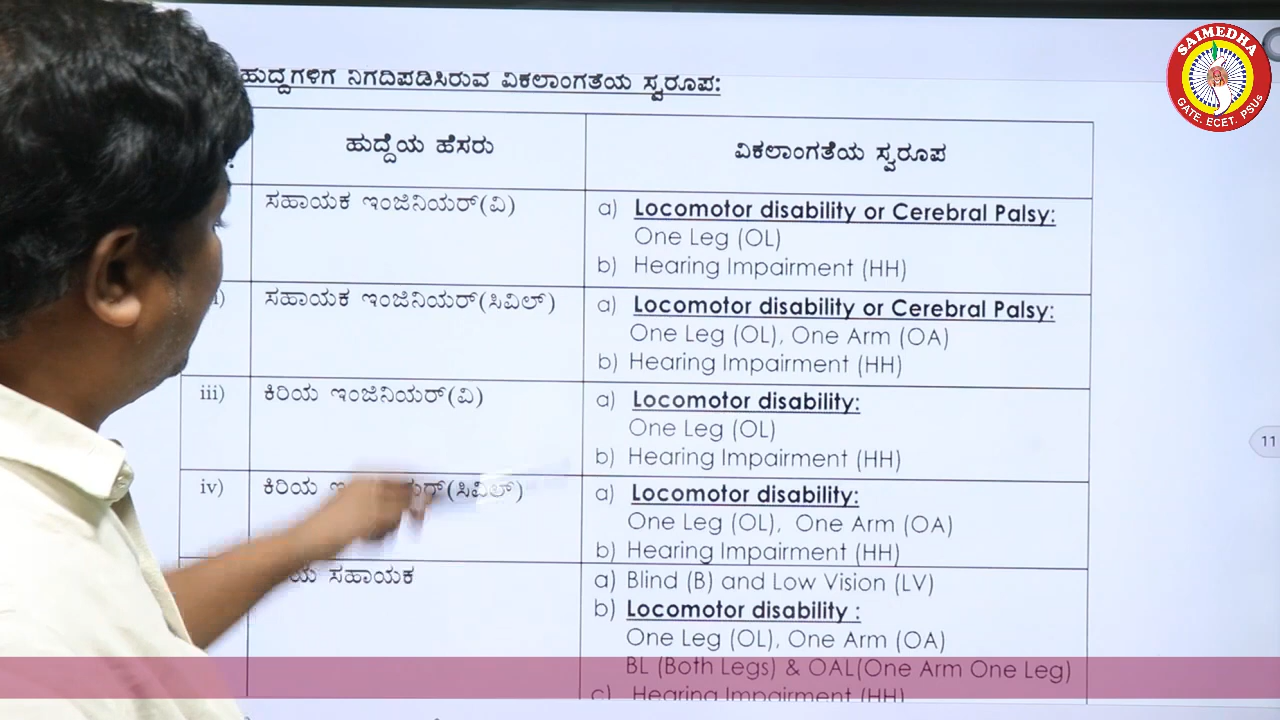 SAIMEDHA
GATE. ECET. PSUs
ಹುದ್ದೆಗಳಿಗೆ ನಿಗದಿಪಡಿಸಿರುವ ವಿಕಲಾಂಗತೆಯ ಸ್ವರೂಪ:
ಹುದ್ದೆಯ ಹೆಸರು
ವಿಕಲಾಂಗತೆಯ ಸ್ವರೂಪ
ಸಹಾಯಕ ಇಂಜಿನಿಯರ್(ವಿ)
a) Locomotor disability or Cerebral Palsy:
One Leg (OL)
b) Hearing Impairment (HH)
ಸಹಾಯಕ ಇಂಜಿನಿಯರ್(ಸಿವಿಲ್)
a) Locomotor disability or Cerebral Palsy:
One Leg (OL), One Arm (OA)
b) Hearing Impairment (HH)
iii) ಕಿರಿಯ ಇಂಜಿನಿಯರ್(ವಿ)
a) Locomotor disability:
One Leg (OL)
b) Hearing Impairment (HH)
11
iv) ಕಿರಿಯ (ಸಿವಿಲ್)
a) Locomotor disability:
One Leg (OL), One Arm (OA)
b) Hearing Impairment (HH)
ಸಹಾಯಕ
a) Blind (B) and Low Vision (LV)
b) Locomotor disability :
One Leg (OL), One Arm (OA)
BL (Both Legs) & OAL(One Arm One Leg)
c) Hearing Impairment (HH)